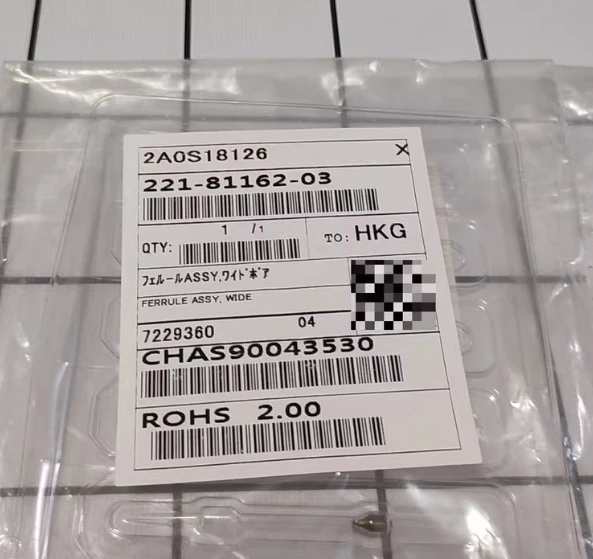 2A0S18126 X
221-81162-03
1 /1
QTY: TO: HKG
フェルールASSY,ワイドボア
FERRULE ASSY, WIDE
7229360 04
CHAS90043530
ROHS 2.00